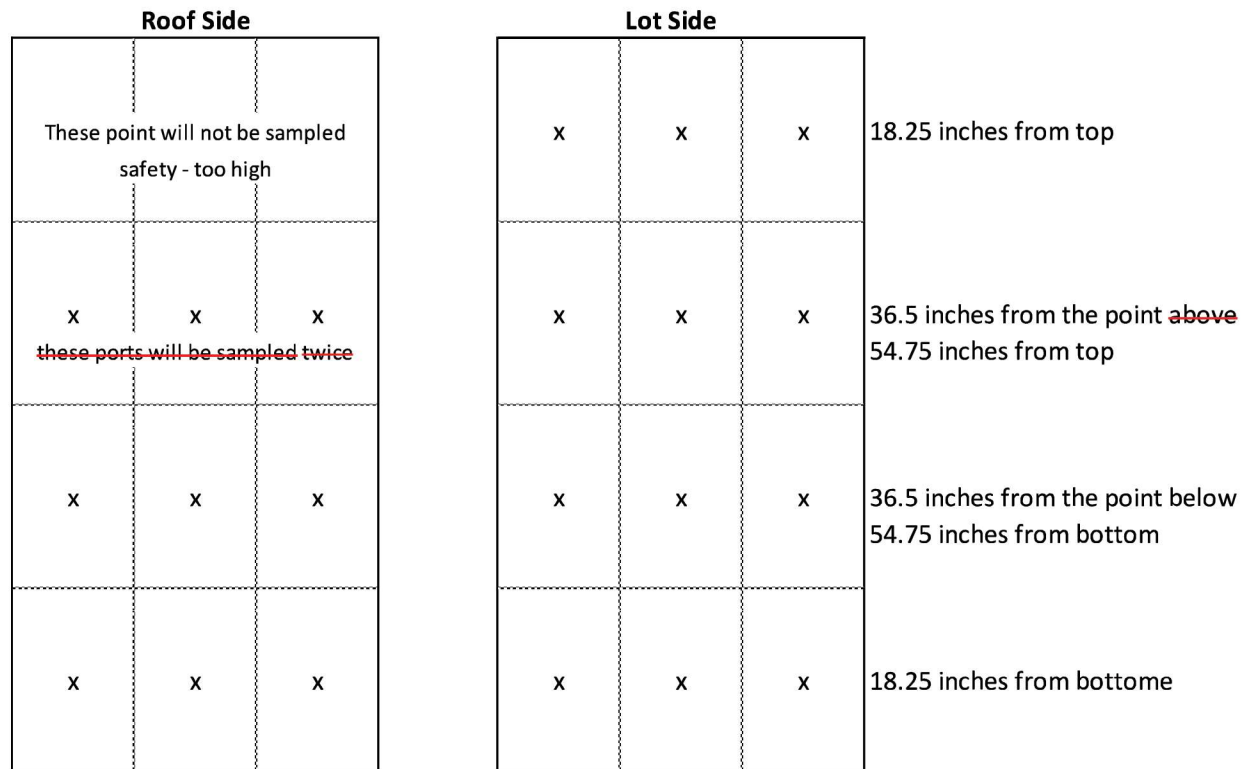 Roof Side
Lot Side
These point will not be sampled
safety - too high
x x x
18.25 inches from top
x x x
x x x
36.5 inches from the point above
these ports will be sampled twice
54.75 inches from top
x x x
x x x
36.5 inches from the point below
54.75 inches from bottom
x x x
x x x
18.25 inches from bottome